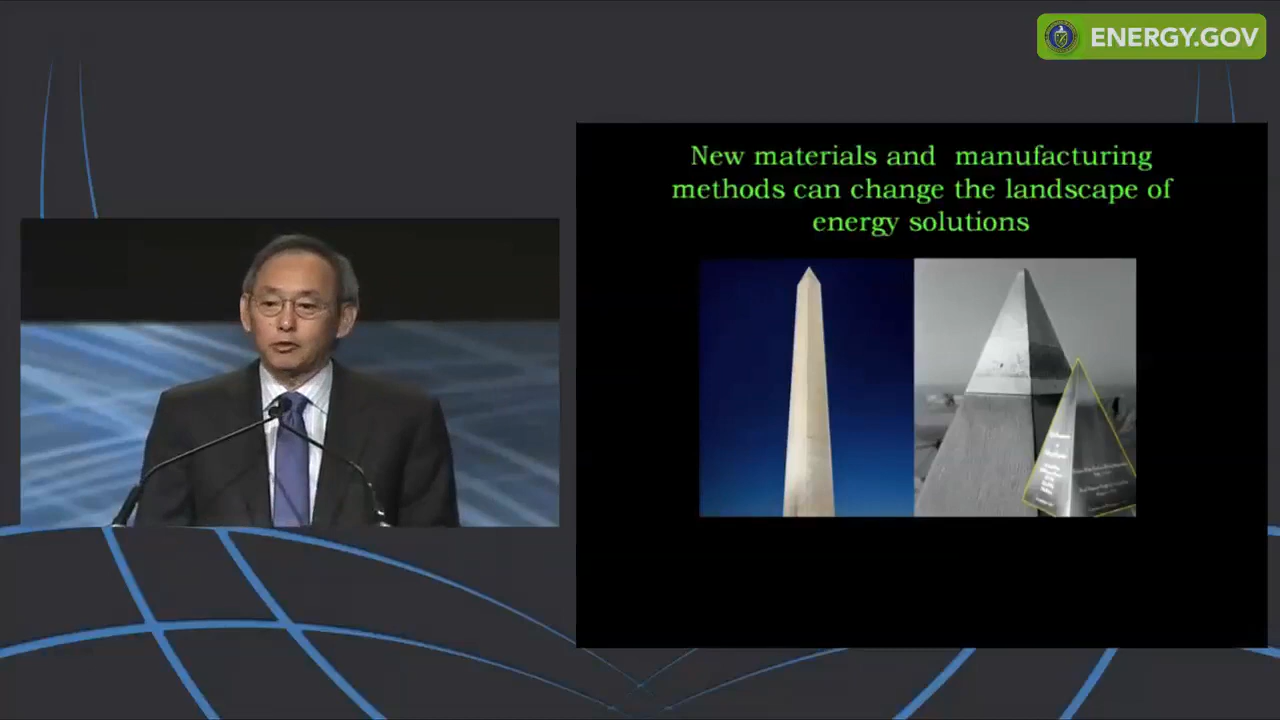 ENERGY.GOV
New materials and manufacturing
methods can change the landscape of
energy solutions